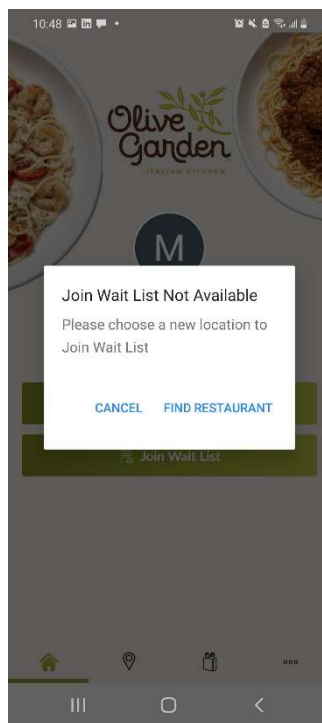 10:48
Olive
Garden
ITALIAN KITCHEN
M
Join Wait List Not Available
Please choose a new location to
Join Wait List
CANCEL FIND RESTAURANT
Join Wait List